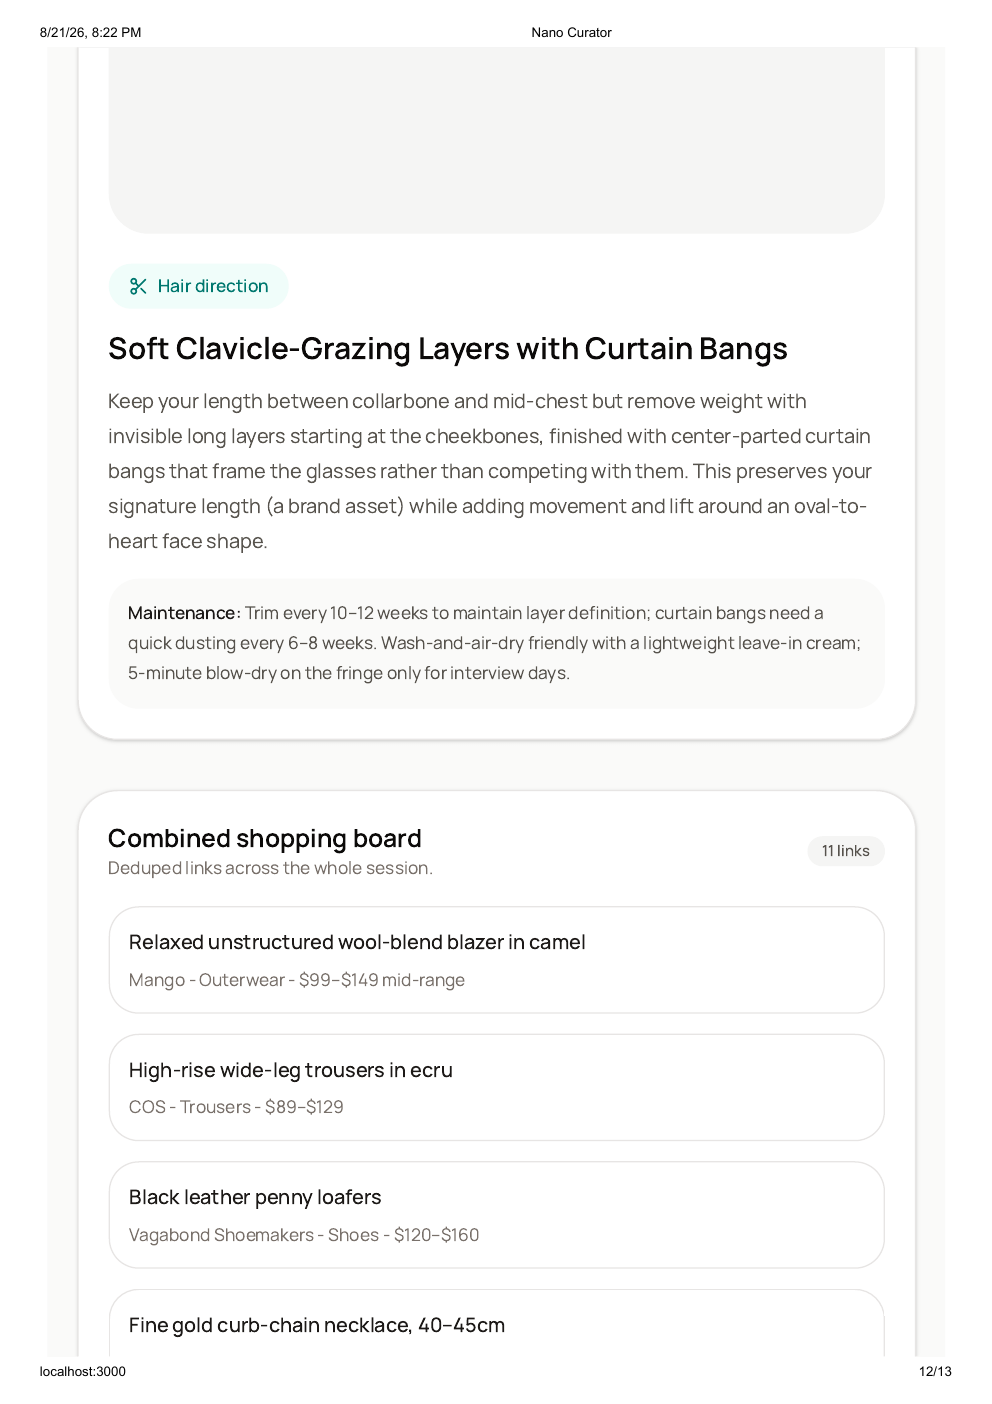 8/21/26, 8:22 PM
Nano Curator
Hair direction
Soft Clavicle-Grazing Layers with Curtain Bangs
Keep your length between collarbone and mid-chest but remove weight with
invisible long layers starting at the cheekbones, finished with center-parted curtain
bangs that frame the glasses rather than competing with them. This preserves your
signature length (a brand asset) while adding movement and lift around an oval-to-
heart face shape.
Maintenance: Trim every 10–12 weeks to maintain layer definition; curtain bangs need a
quick dusting every 6–8 weeks. Wash-and-air-dry friendly with a lightweight leave-in cream;
5-minute blow-dry on the fringe only for interview days.
Combined shopping board
Deduped links across the whole session.
11 links
Relaxed unstructured wool-blend blazer in camel
Mango - Outerwear - $99–$149 mid-range
High-rise wide-leg trousers in ecru
COS - Trousers - $89–$129
Black leather penny loafers
Vagabond Shoemakers - Shoes - $120–$160
Fine gold curb-chain necklace, 40–45cm
localhost:3000
12/13